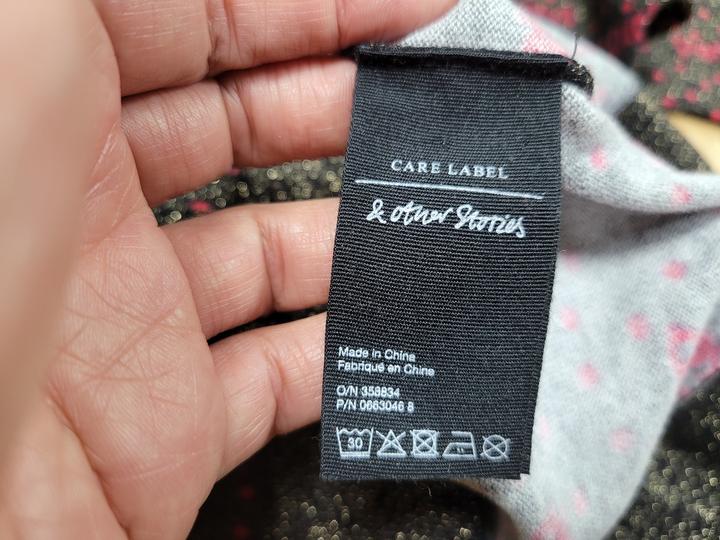 CARE LABEL
& other Stories
Made in China
Fabriqué en Chine
O/N 358834
P/N 0663046 8
30